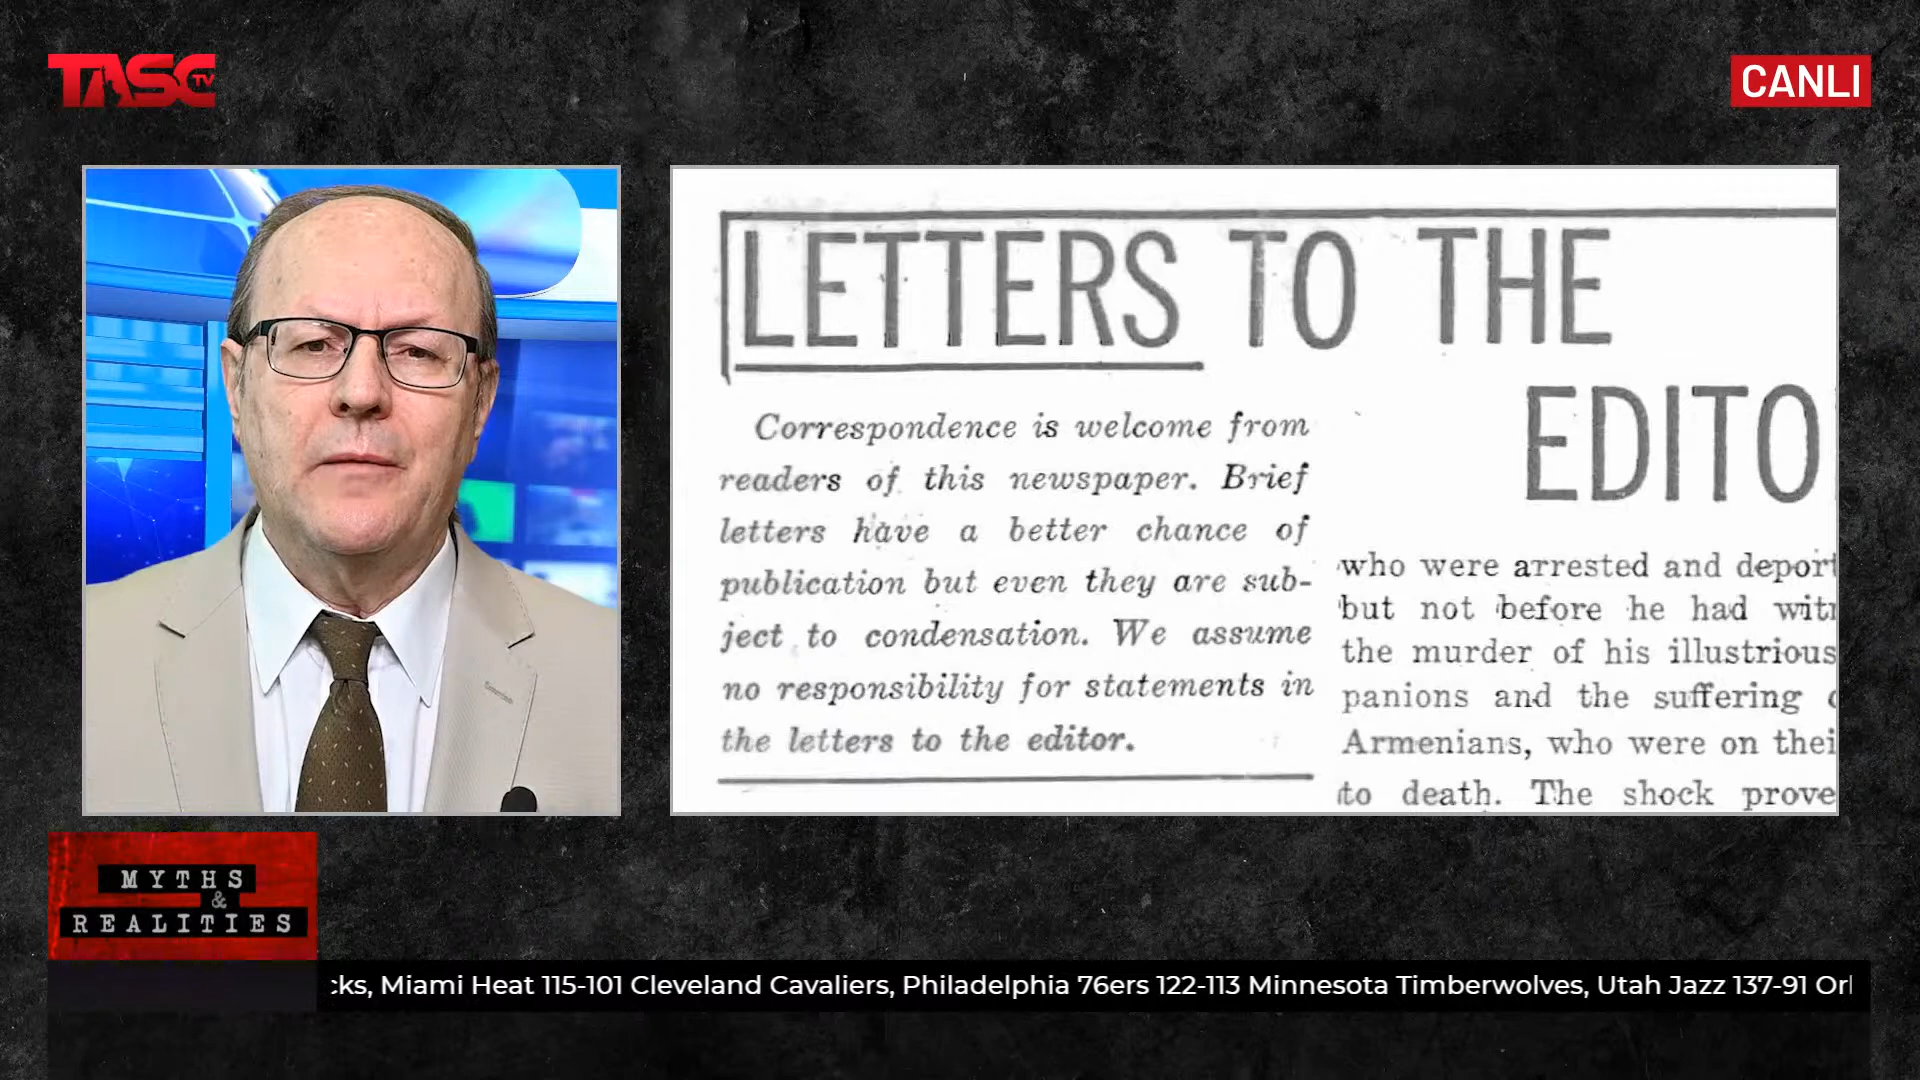 TASC TV
CANLI
LETTERS TO THE
EDITO
Correspondence is welcome from
readers of this newspaper. Brief
letters have a better chance of
publication but even they are sub-
ject to condensation. We assume
no responsibility for statements in
the letters to the editor.
who were arrested and deport
but not before he had wit
the murder of his illustrious
panions and the suffering
Armenians, who were on thei
to death. The shock prove
MYTHS
&
REALITIES
cks, Miami Heat 115-101 Cleveland Cavaliers, Philadelphia 76ers 122-113 Minnesota Timberwolves, Utah Jazz 137-91 Orl